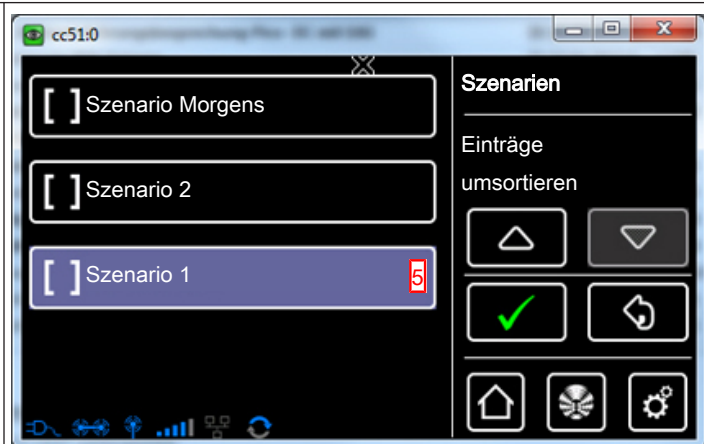 cc51:0
Szenario Morgens
Szenario 2
Szenario 1
5
Szenarien
Einträge
umsortieren